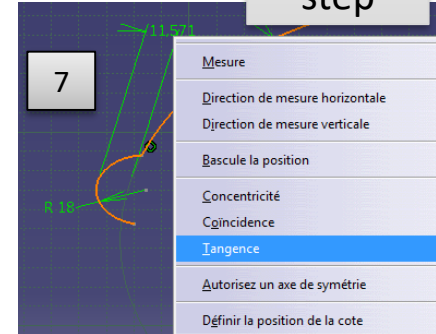 step
11,571
7
Mesure
Direction de mesure horizontale
Direction de mesure verticale
Bascule la position
R 18
Concentricité
Coïncidence
Tangence
Autorisez un axe de symétrie
Définir la position de la cote